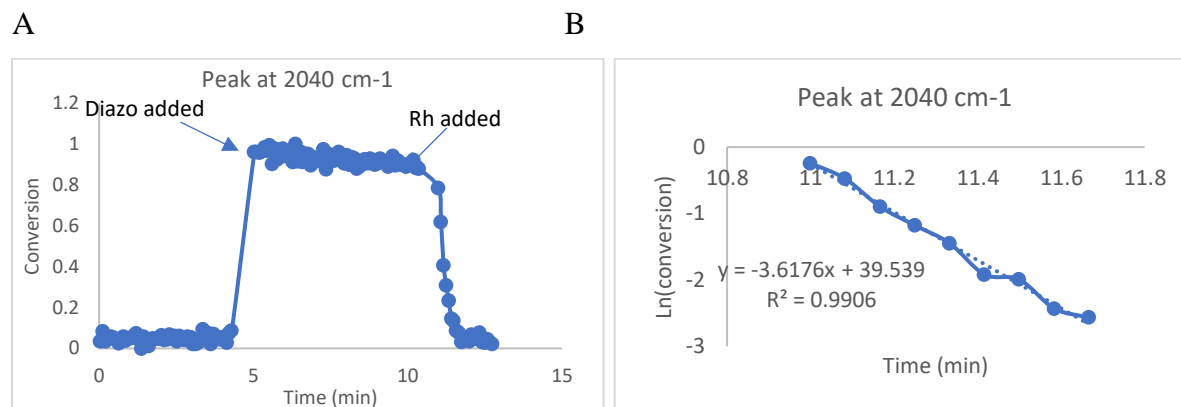 A
Peak at 2040 cm-1
Diazo added
Rh added
Conversion
1.2
1
0.8
0.6
0.4
0.2
0
0
5
10
15
Time (min)
B
Peak at 2040 cm-1
0
10.8
11
11.2
11.4
11.6
11.8
-1
-2
-3
Ln(conversion)
y = -3.6176x + 39.539
R² = 0.9906
Time (min)